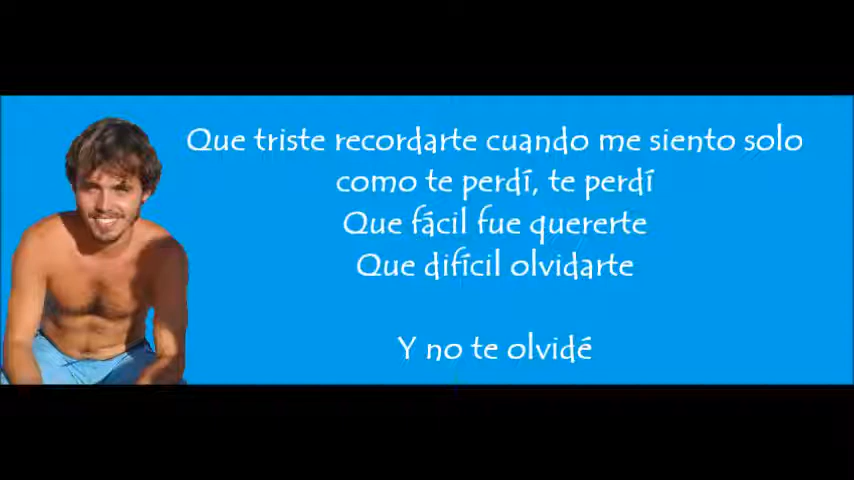 Que triste recordarte cuando me siento solo
como te perdí, te perdí
Que fácil fue quererte
Que difícil olvidarte
Y no te olvidé